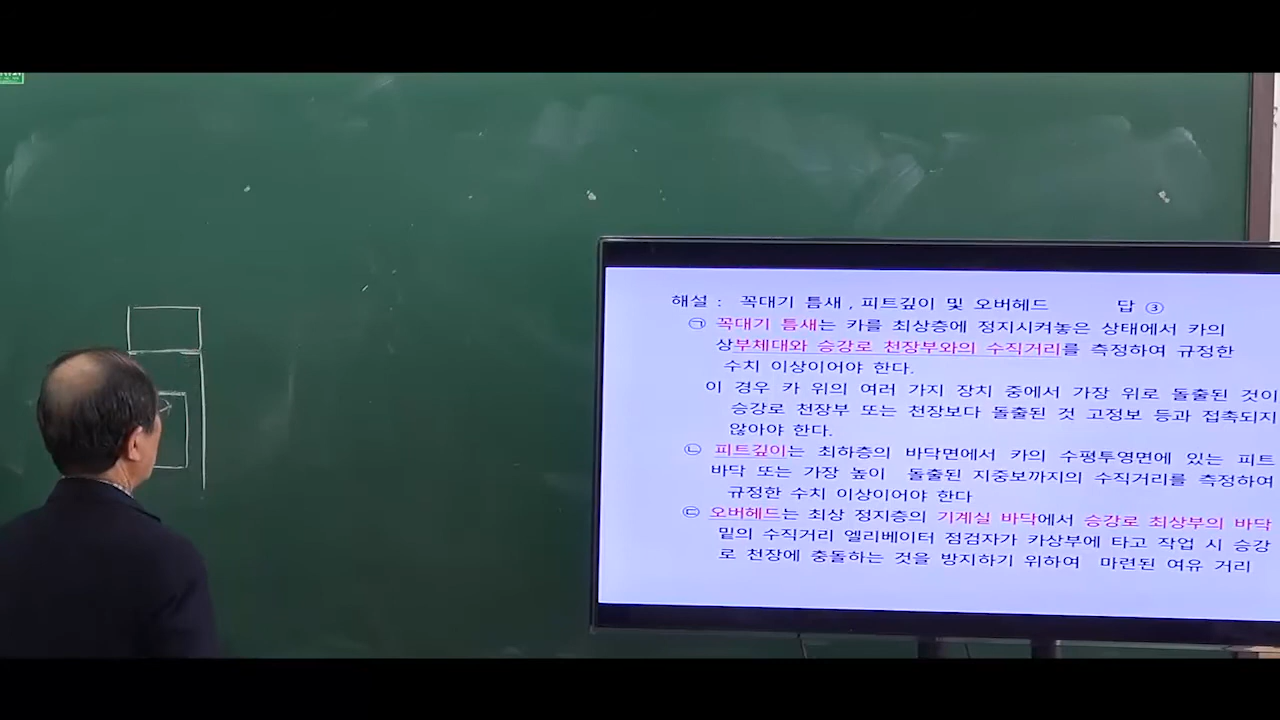 해설 : 꼭대기 틈새 , 피트깊이 및 오버헤드 답 ③
㉠ 꼭대기 틈새는 카를 최상층에 정지시켜놓은 상태에서 카의
상부체대와 승강로 천장부와의 수직거리를 측정하여 규정한
수치 이상이어야 한다.
이 경우 카 위의 여러 가지 장치 중에서 가장 위로 돌출된 것이
승강로 천장부 또는 천장보다 돌출된 것 고정보 등과 접촉되지
않아야 한다.
㉡ 피트깊이는 최하층의 바닥면에서 카의 수평투영면에 있는 피트
바닥 또는 가장 높이 돌출된 지중보까지의 수직거리를 측정하여
규정한 수치 이상이어야 한다
㉢ 오버헤드는 최상 정지층의 기계실 바닥에서 승강로 최상부의 바닥
밑의 수직거리 엘리베이터 점검자가 카상부에 타고 작업 시 승강
로 천장에 충돌하는 것을 방지하기 위하여 마련된 여유 거리